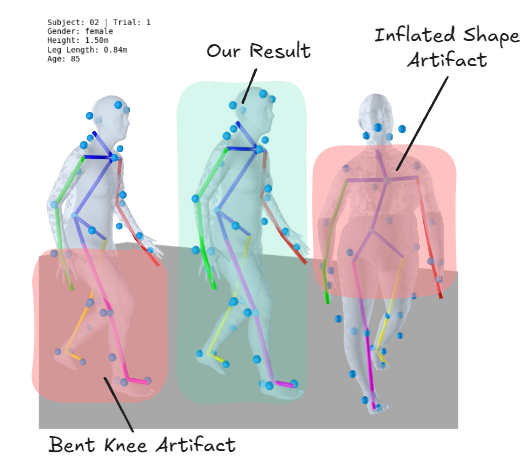 Subject: 02 | Trial: 1
Gender: female
Height: 1.50m
Leg Length: 0.84m
Age: 85
Our Result
Inflated Shape
Artifact
Bent Knee Artifact